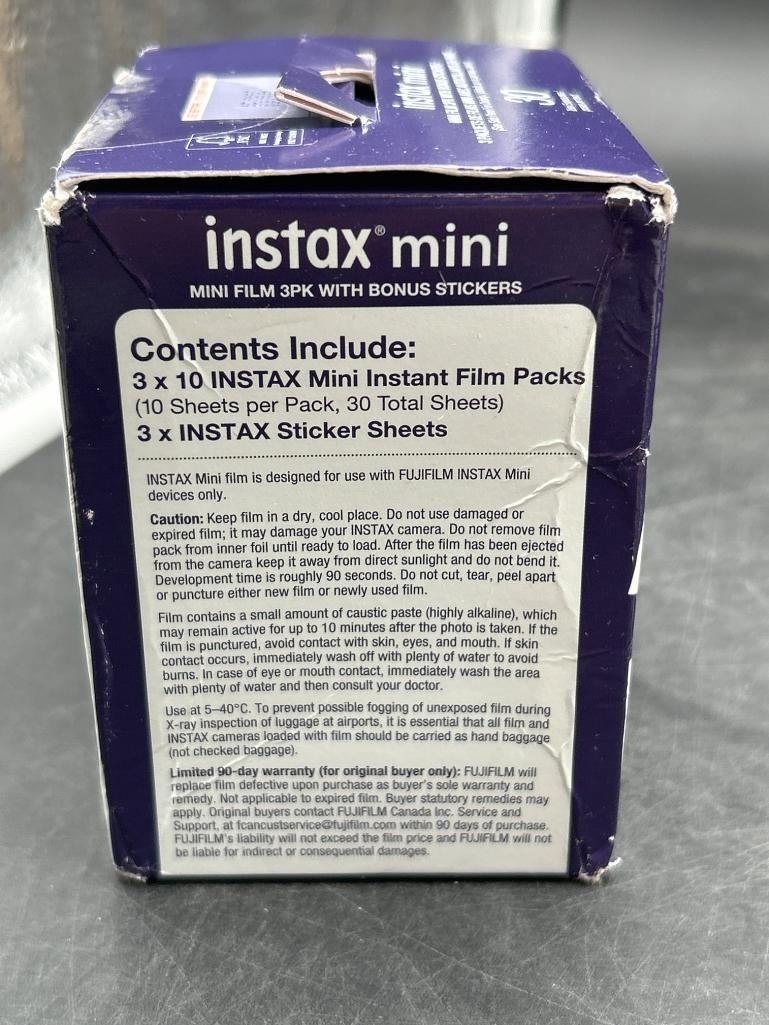 instax mini
30
instax® mini
MINI FILM 3PK WITH BONUS STICKERS
Contents Include:
3 x 10 INSTAX Mini Instant Film Packs
(10 Sheets per Pack, 30 Total Sheets)
3 x INSTAX Sticker Sheets
INSTAX Mini film is designed for use with FUJIFILM INSTAX Mini
devices only.
Caution: Keep film in a dry, cool place. Do not use damaged or
expired film; it may damage your INSTAX camera. Do not remove film
pack from inner foil until ready to load. After the film has been ejected
from the camera keep it away from direct sunlight and do not bend it.
Development time is roughly 90 seconds. Do not cut, tear, peel apart
or puncture either new film or newly used film.
Film contains a small amount of caustic paste (highly alkaline), which
may remain active for up to 10 minutes after the photo is taken. If the
film is punctured, avoid contact with skin, eyes, and mouth. If skin
contact occurs, immediately wash off with plenty of water to avoid
burns. In case of eye or mouth contact, immediately wash the area
with plenty of water and then consult your doctor.
Use at 5–40°C. To prevent possible fogging of unexposed film during
X-ray inspection of luggage at airports, it is essential that all film and
INSTAX cameras loaded with film should be carried as hand baggage
(not checked baggage).
Limited 90-day warranty (for original buyer only): FUJIFILM will
replace film defective upon purchase as buyer's sole warranty and
remedy. Not applicable to expired film. Buyer statutory remedies may
apply. Original buyers contact FUJIFILM Canada Inc. Service and
Support, at fcancustservice@fujifilm.com within 90 days of purchase.
FUJIFILM's liability will not exceed the film price and FUJIFILM will not
be liable for indirect or consequential damages.